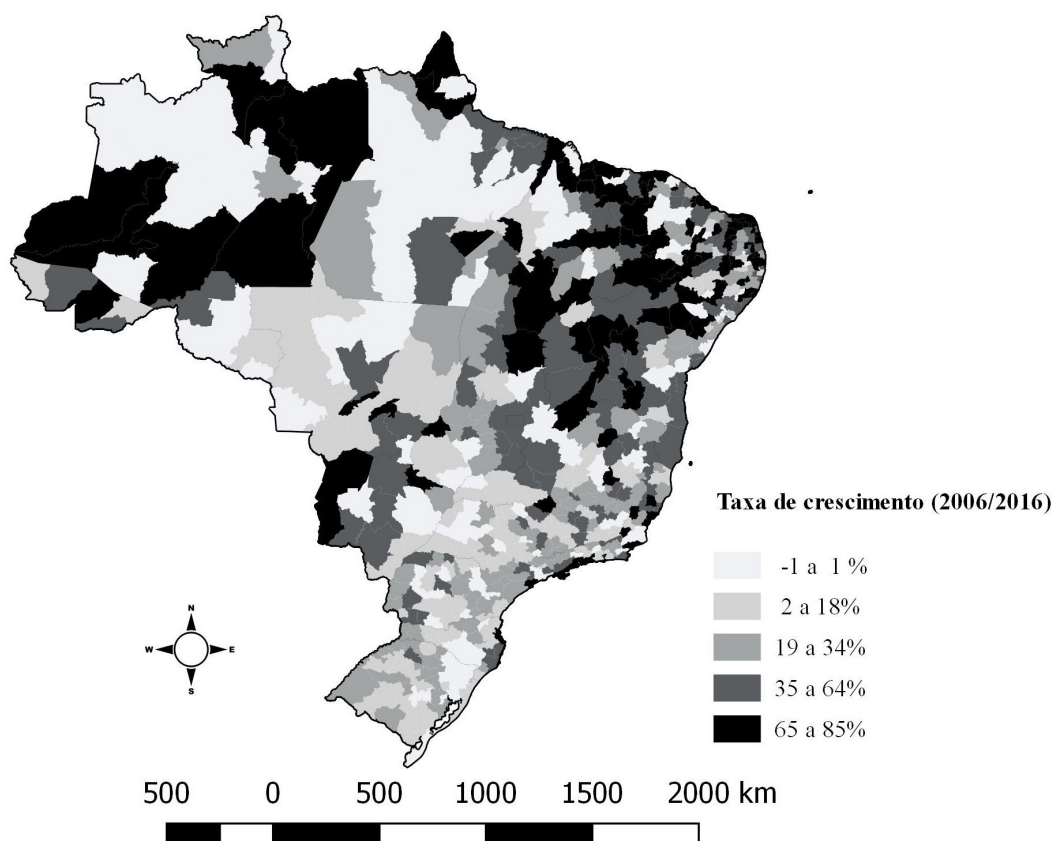 Taxa de crescimento (2006/2016)
-1 a 1 %
2 a 18%
19 a 34%
35 a 64%
65 a 85%
N
W E
S
500 0 500 1000 1500 2000 km